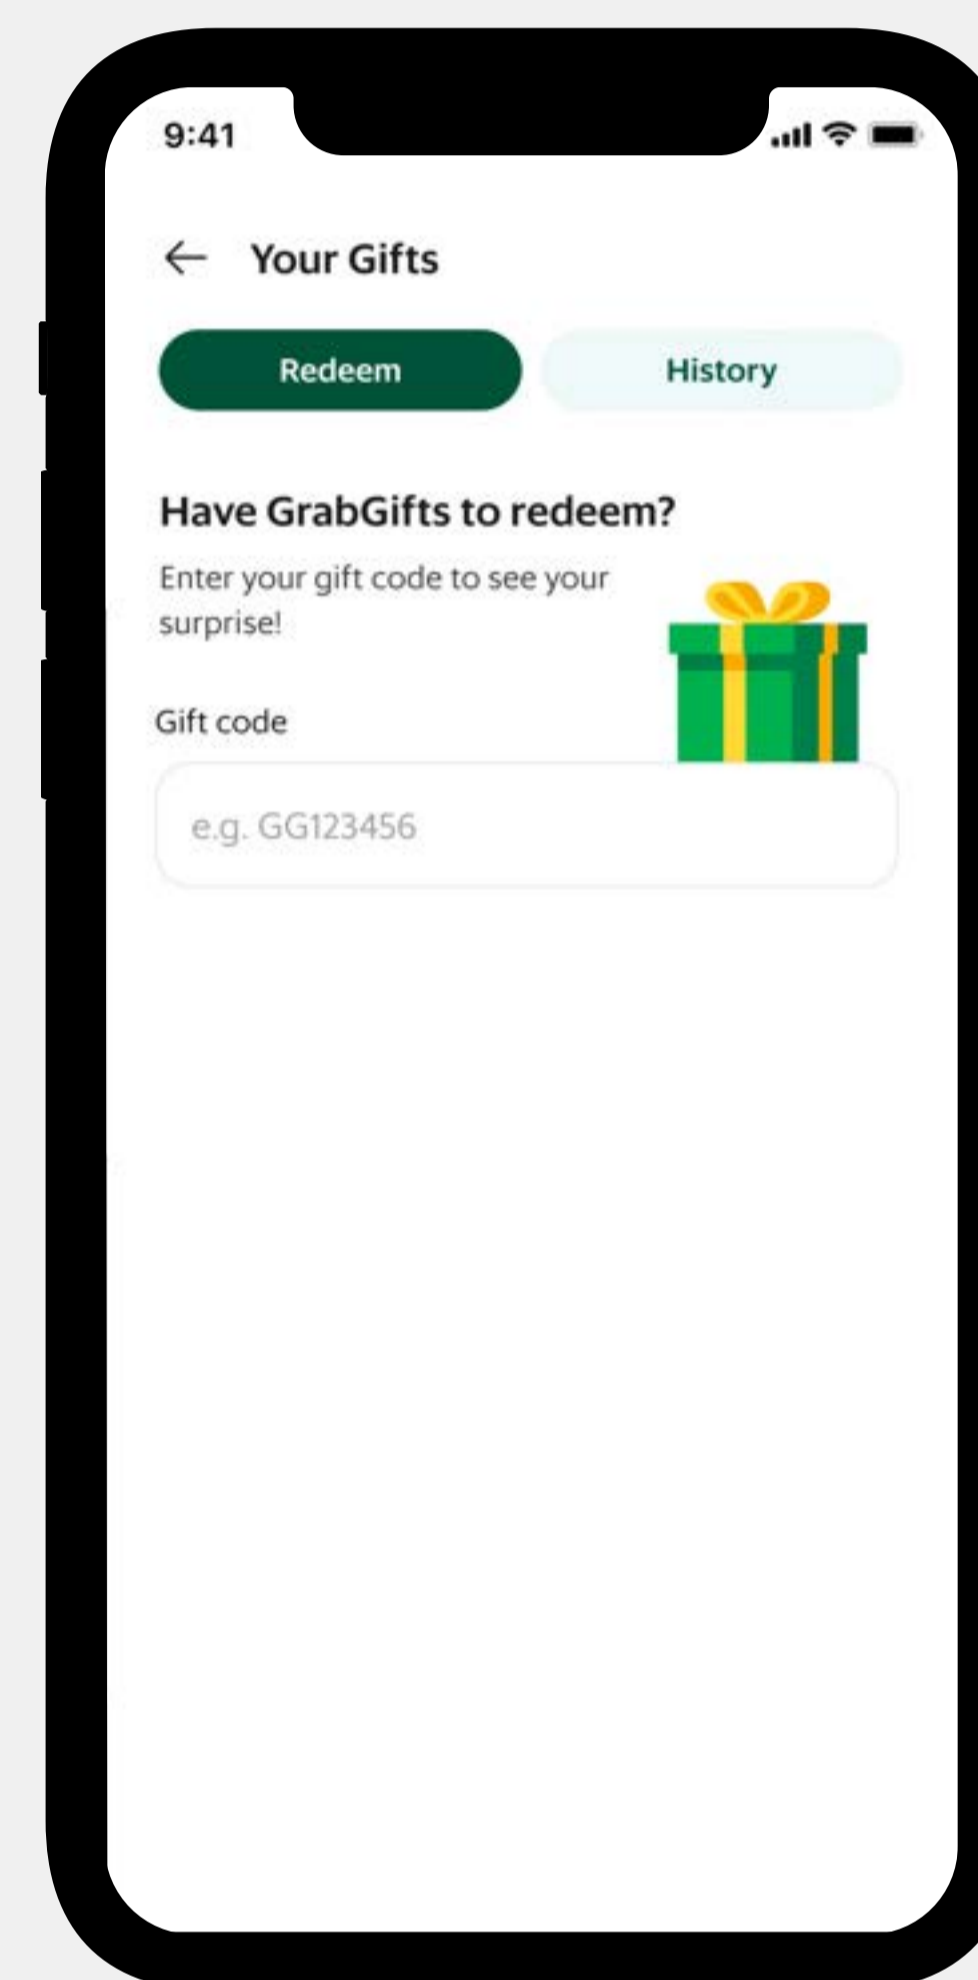 9:41
Your Gifts
Redeem
History
Have GrabGifts to redeem?
Enter your gift code to see your
surprise!
Gift code
e.g. GG123456